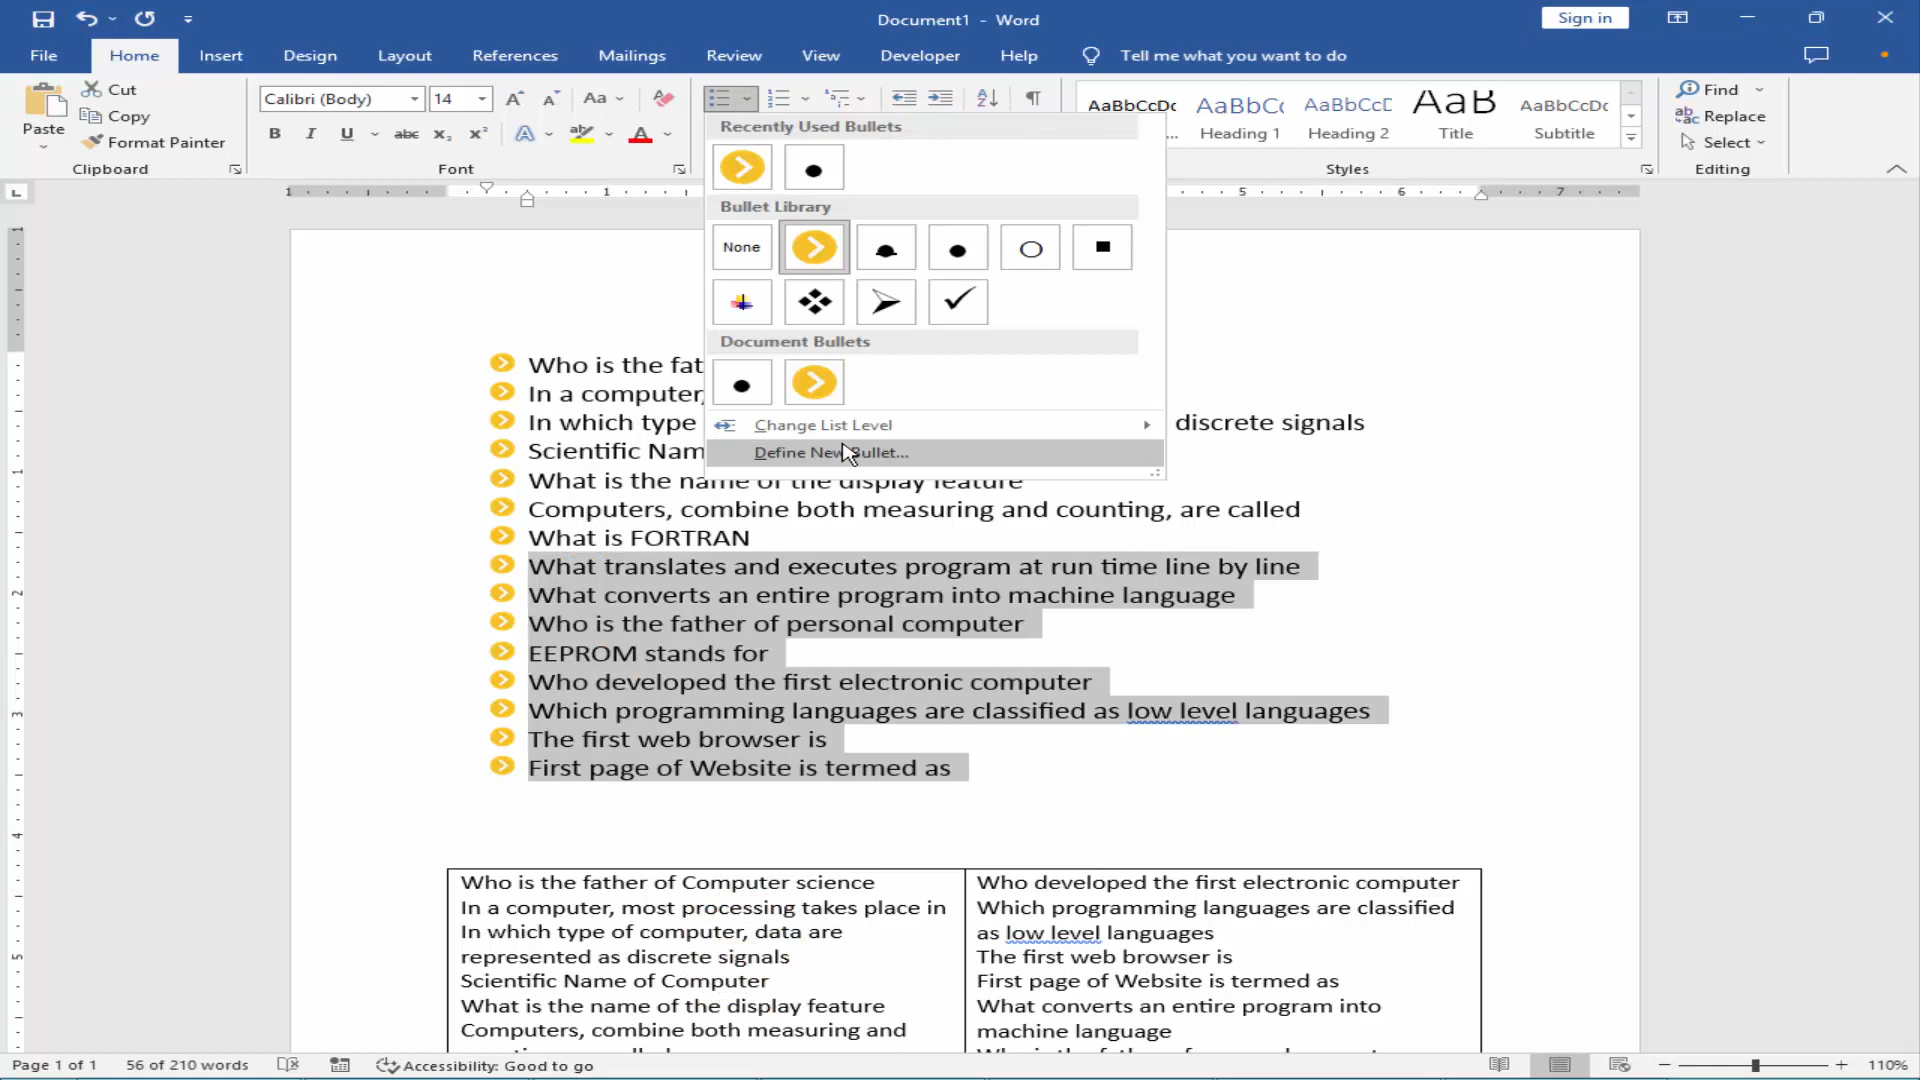 Document1 - Word
Sign in
File Home Insert Design Layout References Mailings Review View Developer Help Tell me what you want to do
Paste
Cut
Copy
Format Painter
Clipboard
Calibri (Body) 14
Aa
B I U abc X₂ X² A A
Font
AaBbCcDc AaBbCc AaBbCcD AaB AaBbCcDc
... Heading 1 Heading 2 Title Subtitle
Styles
Find
Replace
Select
Editing
1 1 5 6 7
Recently Used Bullets
Bullet Library
None
Document Bullets
Change List Level
Define New Bullet...
Who is the fat
In a computer,
In which type discrete signals
Scientific Nam
What is the name of the display feature
Computers, combine both measuring and counting, are called
What is FORTRAN
What translates and executes program at run time line by line
What converts an entire program into machine language
Who is the father of personal computer
EEPROM stands for
Who developed the first electronic computer
Which programming languages are classified as low level languages
The first web browser is
First page of Website is termed as
Who is the father of Computer science
In a computer, most processing takes place in
In which type of computer, data are
represented as discrete signals
Scientific Name of Computer
What is the name of the display feature
Computers, combine both measuring and
Who developed the first electronic computer
Which programming languages are classified
as low level languages
The first web browser is
First page of Website is termed as
What converts an entire program into
machine language
Page 1 of 1 56 of 210 words Accessibility: Good to go 110%